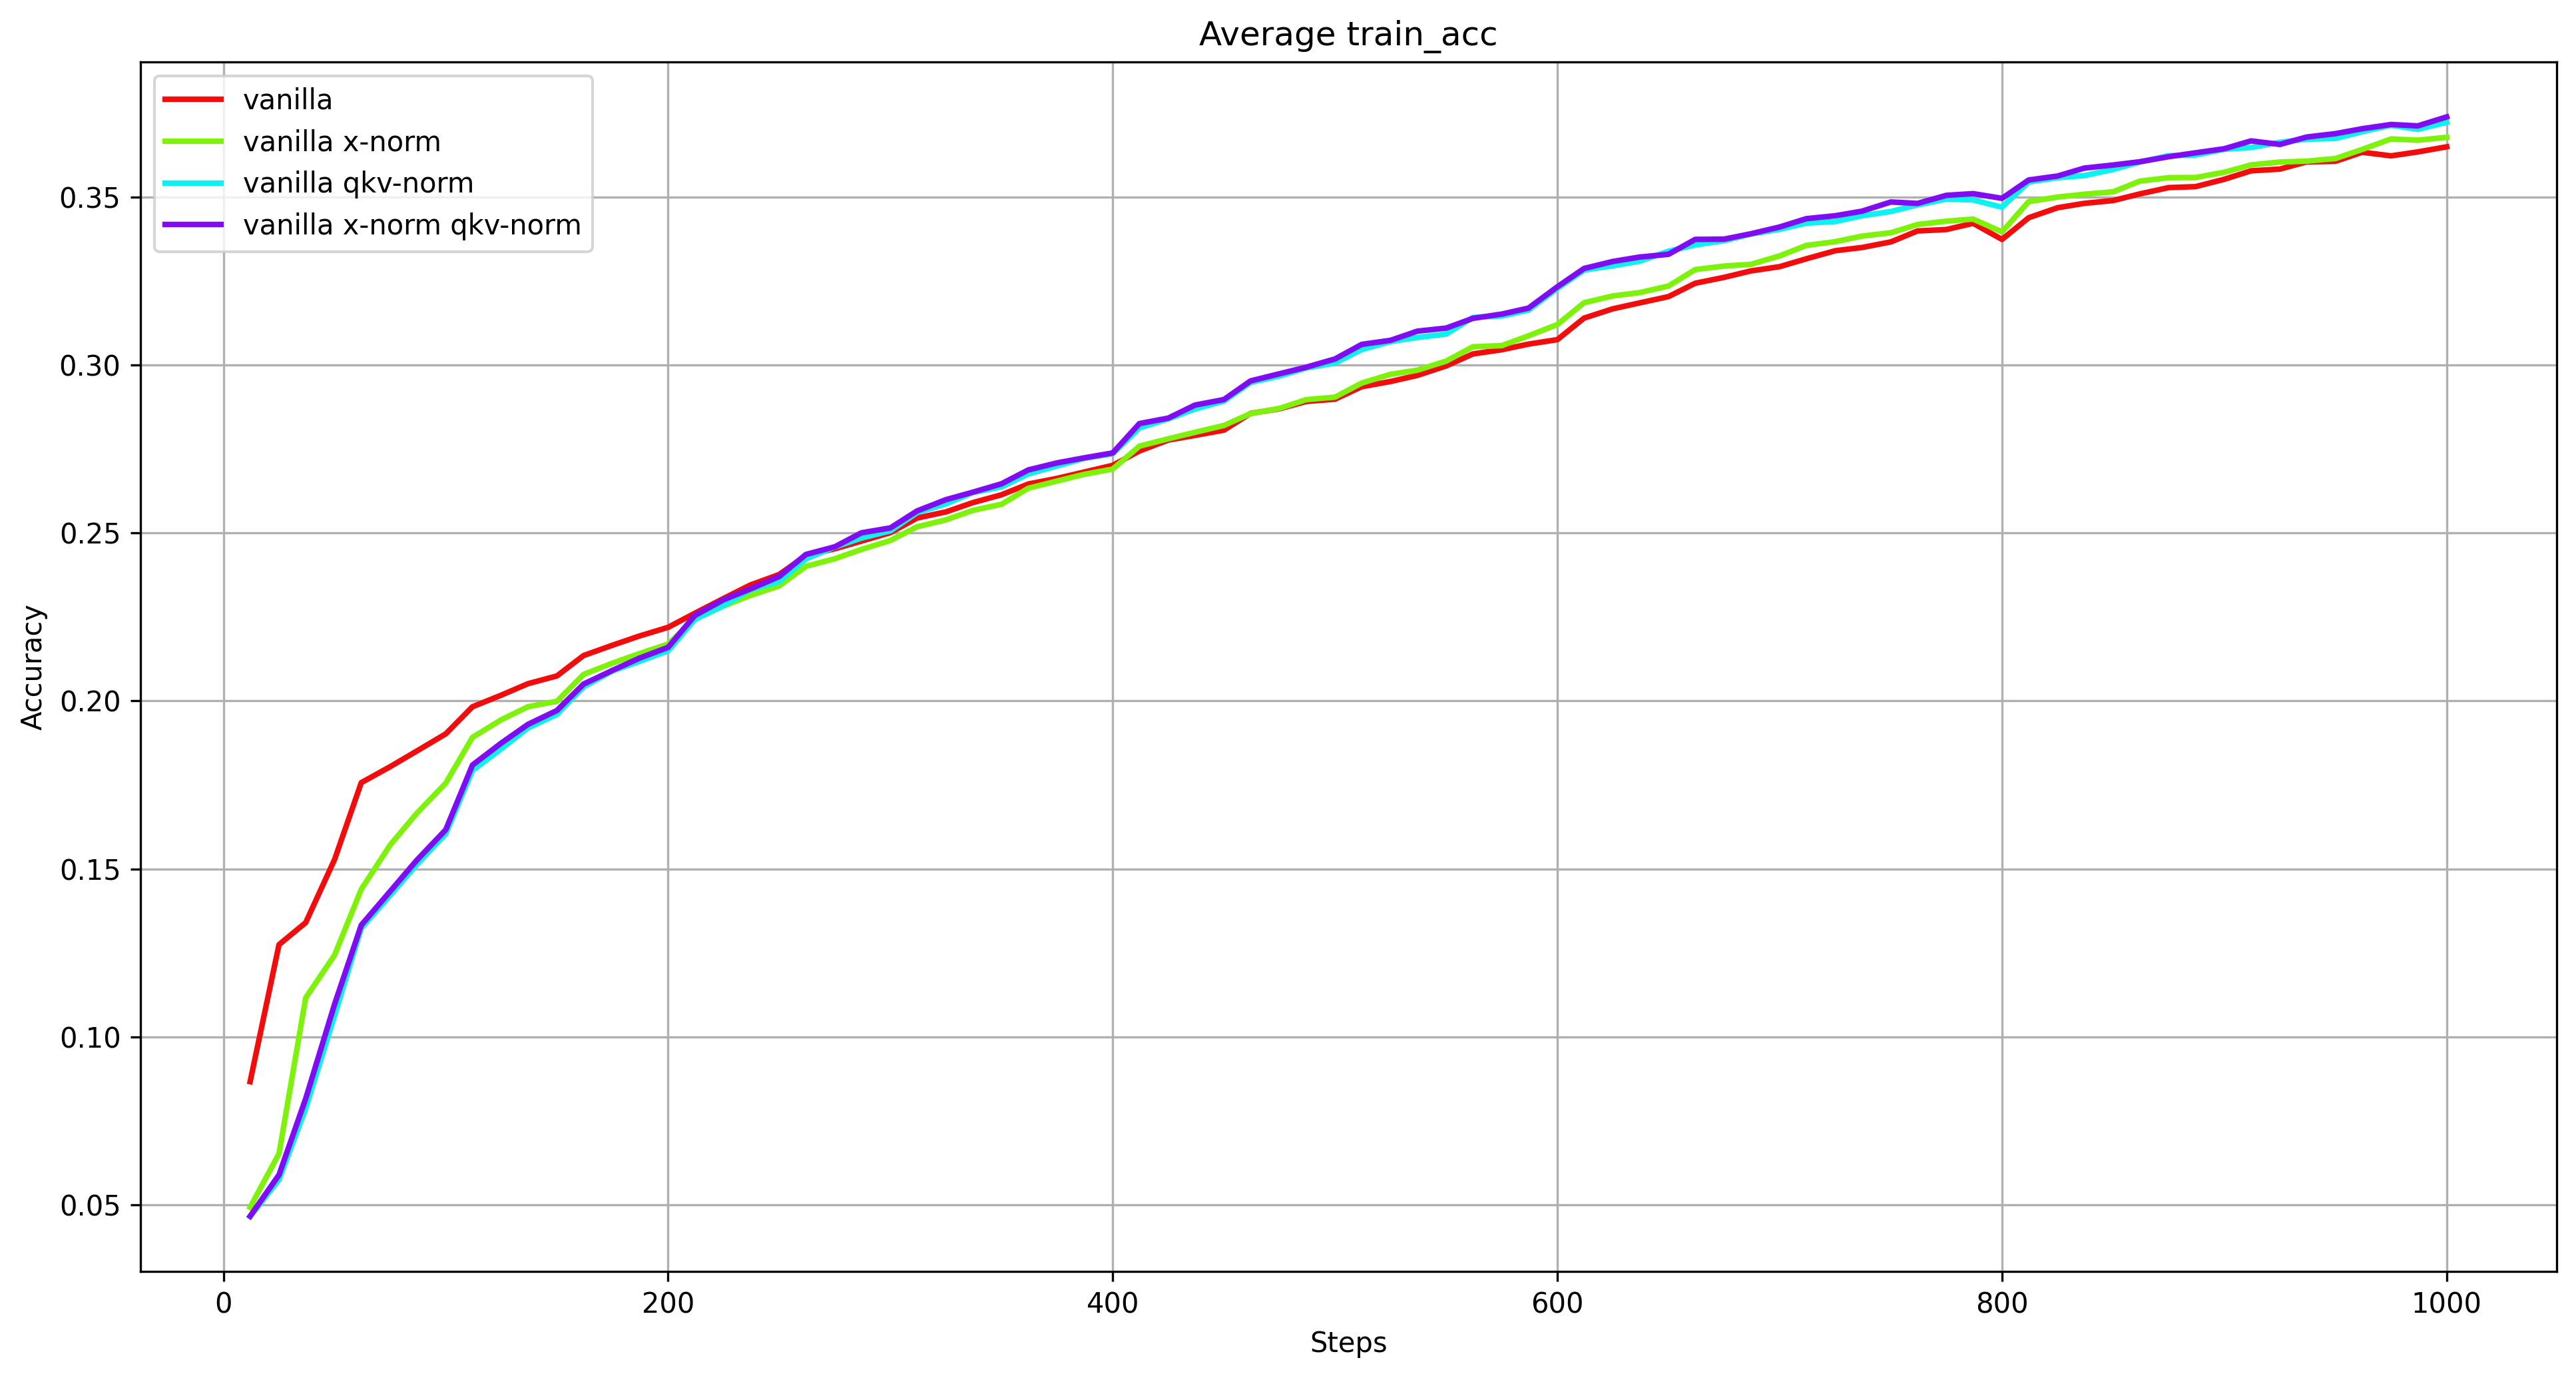 Average train_acc
vanilla
vanilla x-norm
vanilla qkv-norm
vanilla x-norm qkv-norm
0.35
0.30
0.25
0.20
0.15
0.10
0.05
Accuracy
0 200 400 600 800 1000
Steps